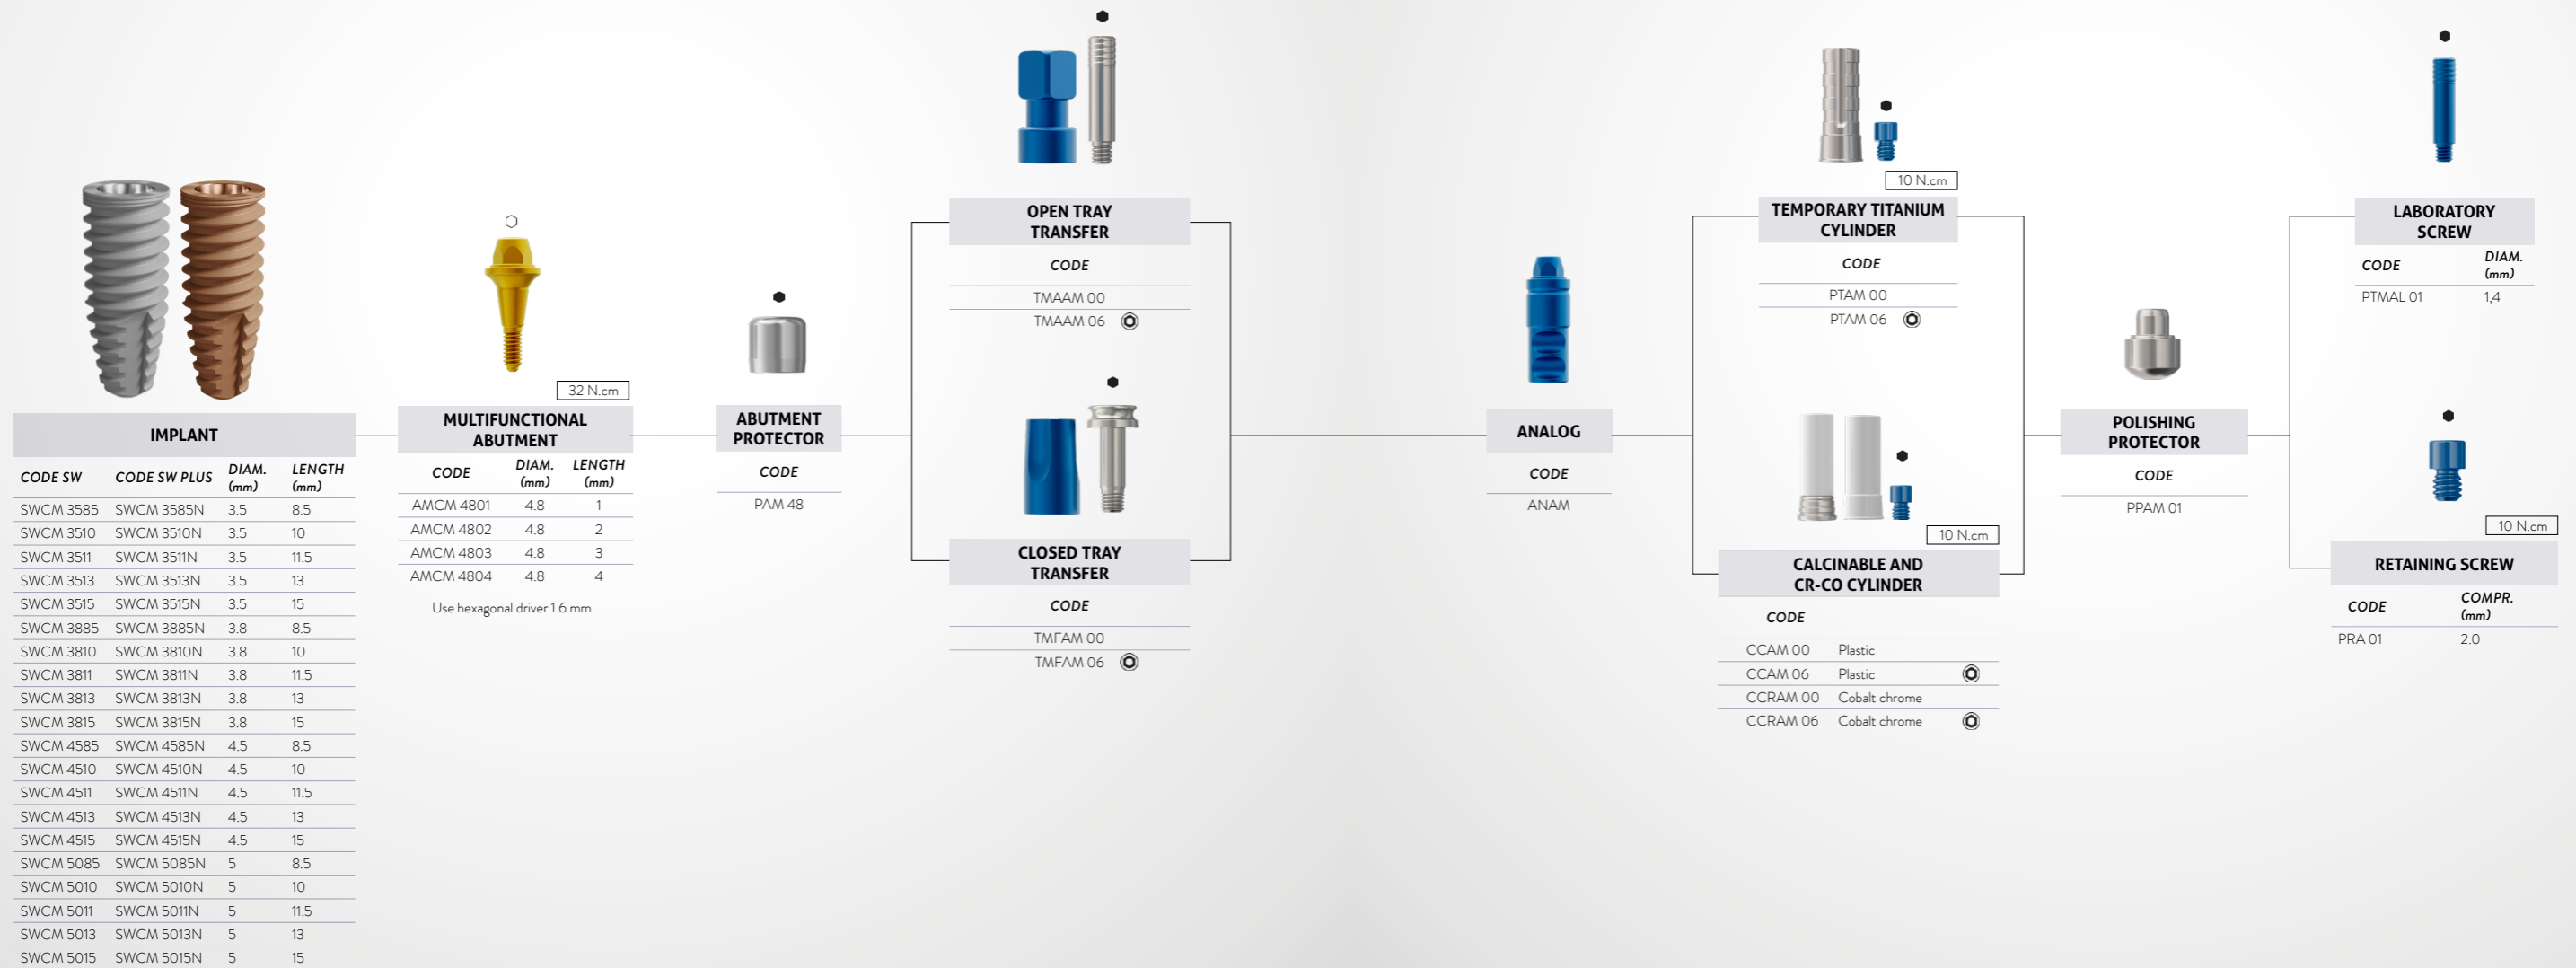 IMPLANT
CODE SW CODE SW PLUS DIAM. (mm) LENGTH (mm)
SWCM 3585 SWCM 3585N 3.5 8.5
SWCM 3510 SWCM 3510N 3.5 10
SWCM 3511 SWCM 3511N 3.5 11.5
SWCM 3513 SWCM 3513N 3.5 13
SWCM 3515 SWCM 3515N 3.5 15
SWCM 3885 SWCM 3885N 3.8 8.5
SWCM 3810 SWCM 3810N 3.8 10
SWCM 3811 SWCM 3811N 3.8 11.5
SWCM 3813 SWCM 3813N 3.8 13
SWCM 3815 SWCM 3815N 3.8 15
SWCM 4585 SWCM 4585N 4.5 8.5
SWCM 4510 SWCM 4510N 4.5 10
SWCM 4511 SWCM 4511N 4.5 11.5
SWCM 4513 SWCM 4513N 4.5 13
SWCM 4515 SWCM 4515N 4.5 15
SWCM 5085 SWCM 5085N 5 8.5
SWCM 5010 SWCM 5010N 5 10
SWCM 5011 SWCM 5011N 5 11.5
SWCM 5013 SWCM 5013N 5 13
SWCM 5015 SWCM 5015N 5 15
32 N.cm
MULTIFUNCTIONAL
ABUTMENT
CODE DIAM. (mm) LENGTH (mm)
AMCM 4801 4.8 1
AMCM 4802 4.8 2
AMCM 4803 4.8 3
AMCM 4804 4.8 4
Use hexagonal driver 1.6 mm.
ABUTMENT
PROTECTOR
CODE
PAM 48
OPEN TRAY
TRANSFER
CODE
TMAAM 00
TMAAM 06
CLOSED TRAY
TRANSFER
CODE
TMFAM 00
TMFAM 06
ANALOG
CODE
ANAM
10 N.cm
TEMPORARY TITANIUM
CYLINDER
CODE
PTAM 00
PTAM 06
10 N.cm
CALCINABLE AND
CR-CO CYLINDER
CODE
CCAM 00 Plastic
CCAM 06 Plastic
CCRAM 00 Cobalt chrome
CCRAM 06 Cobalt chrome
POLISHING
PROTECTOR
CODE
PPAM 01
LABORATORY
SCREW
CODE DIAM. (mm)
PTMAL 01 1,4
10 N.cm
RETAINING SCREW
CODE COMPR. (mm)
PRA 01 2.0